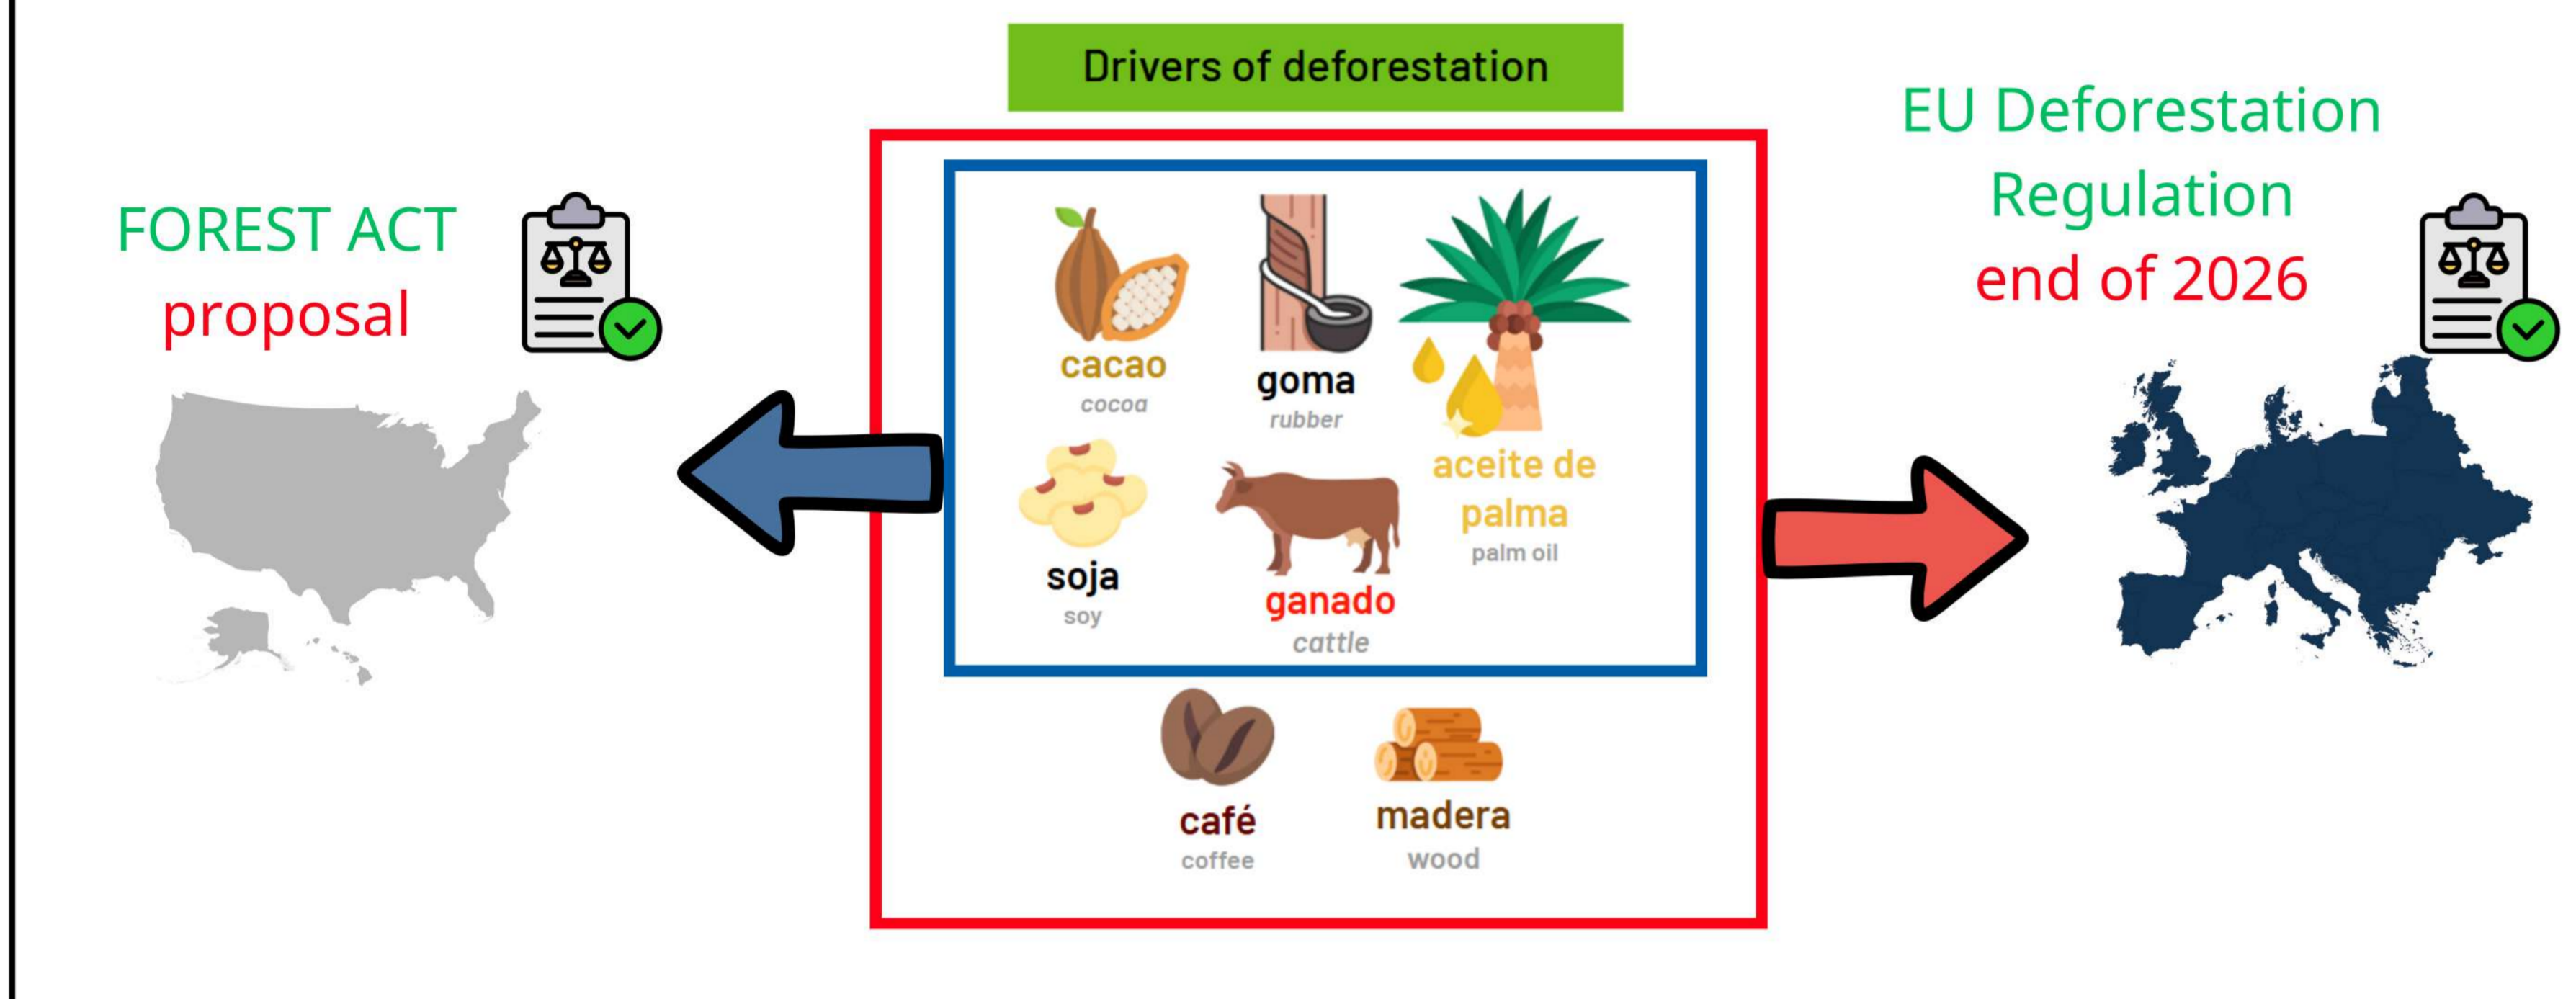 Drivers of deforestation
FOREST ACT
proposal
cacao
cocoa
goma
rubber
aceite de
palma
palm oil
soja
soy
ganado
cattle
café
coffee
madera
wood
EU Deforestation
Regulation
end of 2026